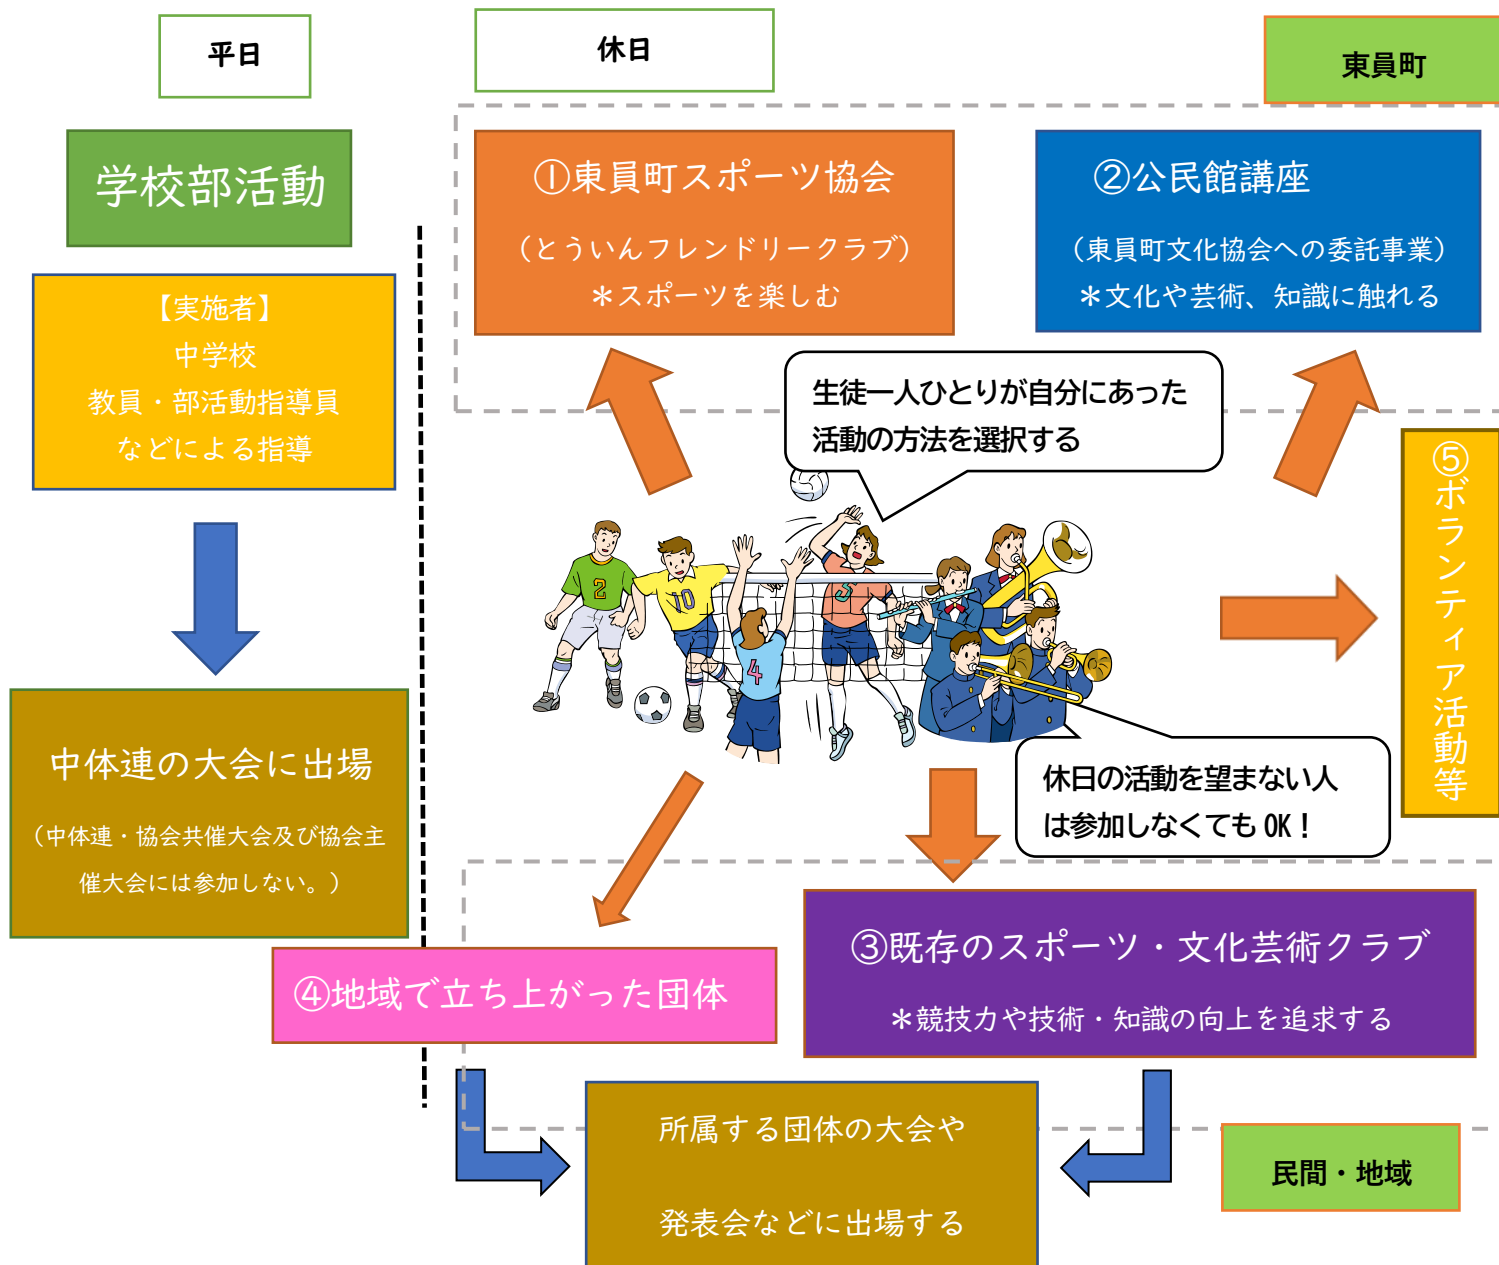 平日
休日
東員町
学校部活動
【実施者】
中学校
教員・部活動指導員
などによる指導
中体連の大会に出場
（中体連・協会共催大会及び協会主
催大会には参加しない。）
①東員町スポーツ協会
（とういんフレンドリークラブ）
＊スポーツを楽しむ
②公民館講座
（東員町文化協会への委託事業）
＊文化や芸術、知識に触れる
生徒一人ひとりが自分にあった
活動の方法を選択する
⑤ボランティア活動等
2
10
4
5
休日の活動を望まない人
は参加しなくても OK！
④地域で立ち上がった団体
③既存のスポーツ・文化芸術クラブ
＊競技力や技術・知識の向上を追求する
所属する団体の大会や
発表会などに出場する
民間・地域